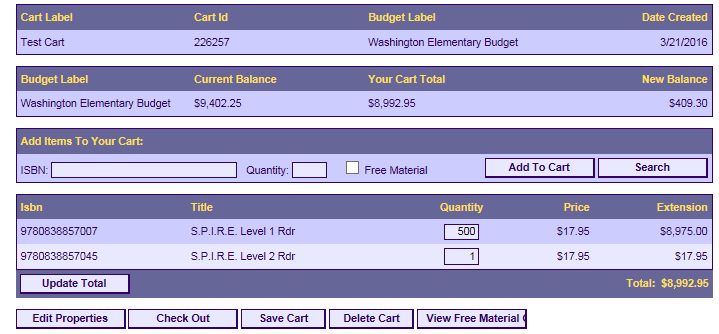 Cart Label Cart Id Budget Label Date Created
Test Cart 226257 Washington Elementary Budget 3/21/2016
Budget Label Current Balance Your Cart Total New Balance
Washington Elementary Budget $9,402.25 $8,992.95 $409.30
Add Items To Your Cart:
ISBN: Quantity: Free Material Add To Cart Search
Isbn Title Quantity Price Extension
9780838857007 S.P.I.R.E. Level 1 Rdr 500 $17.95 $8,975.00
9780838857045 S.P.I.R.E. Level 2 Rdr 1 $17.95 $17.95
Update Total Total: $8,992.95
Edit Properties Check Out Save Cart Delete Cart View Free Material